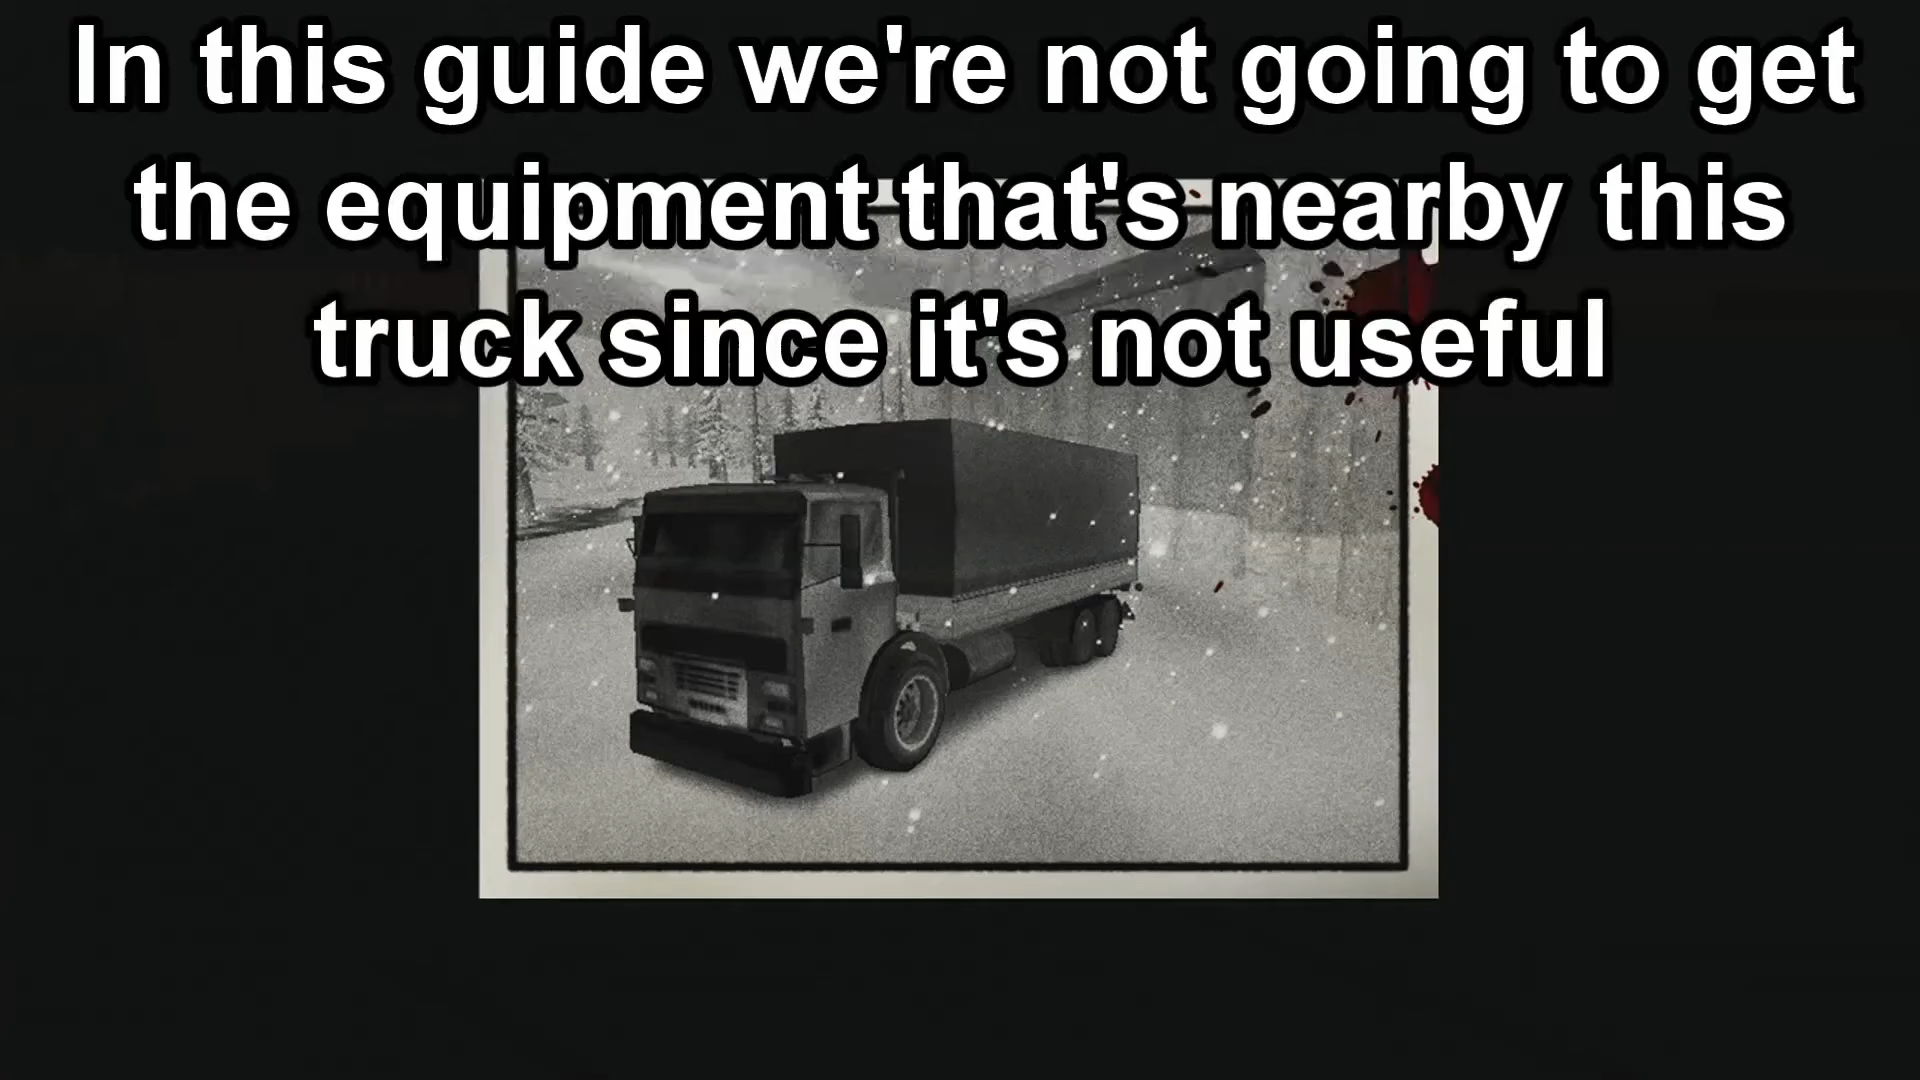 In this guide we're not going to get
the equipment that's nearby this
truck since it's not useful